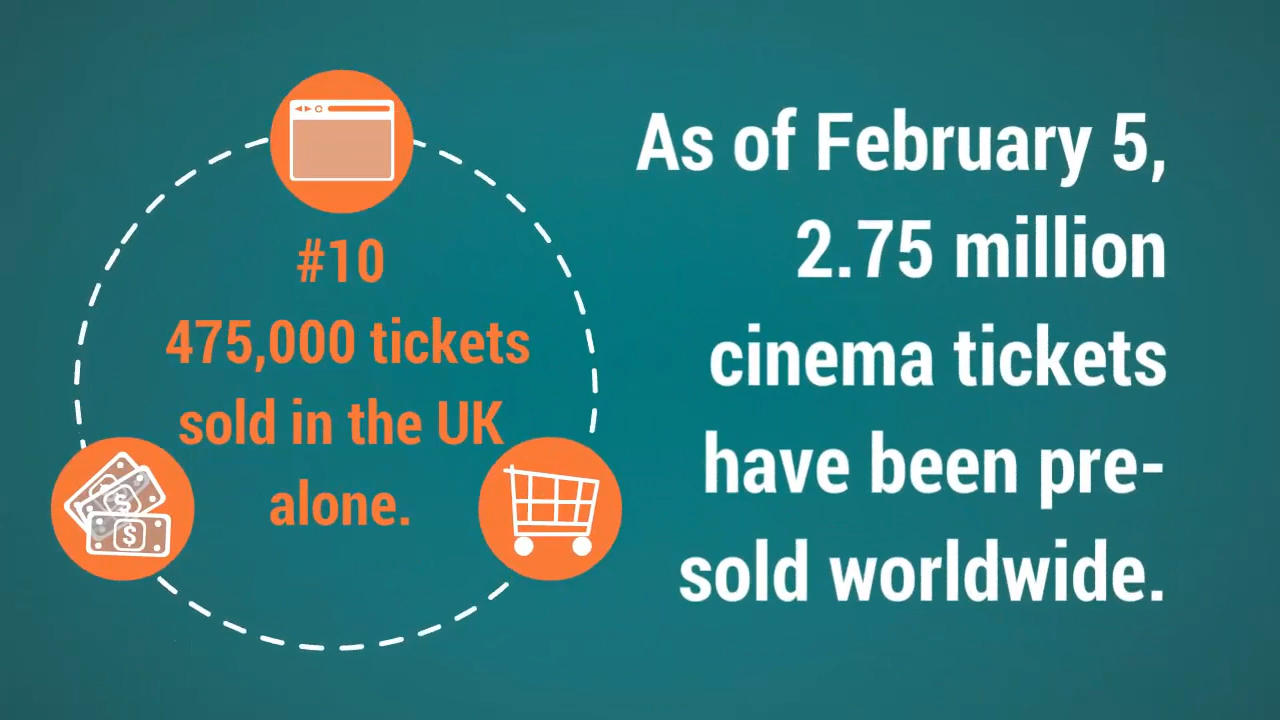 #10
475,000 tickets
sold in the UK
alone.
As of February 5,
2.75 million
cinema tickets
have been pre-
sold worldwide.